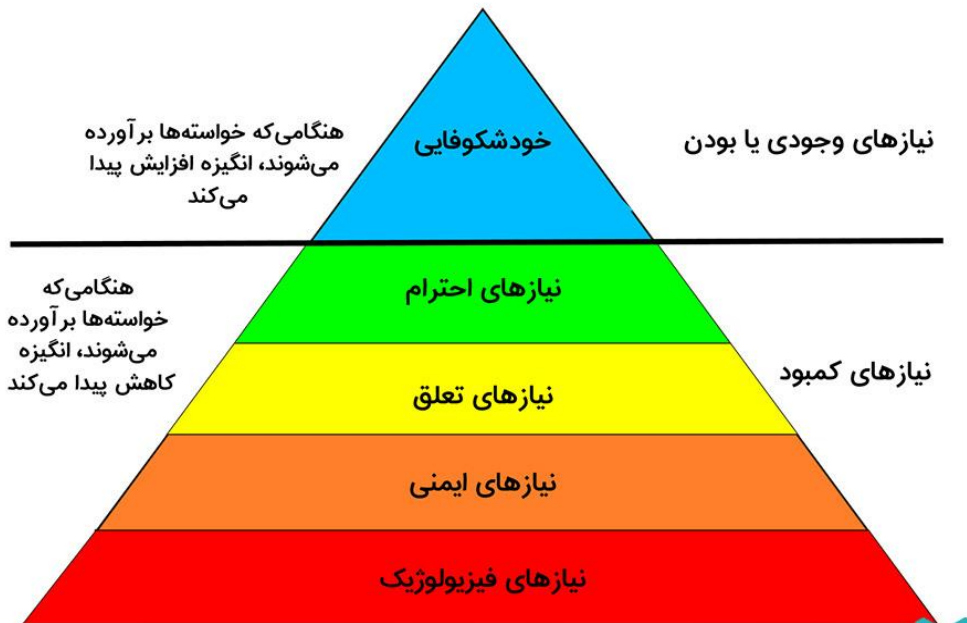 نیازهای وجودی یا بودن
خودشکوفایی
هنگامی‌که خواسته‌ها برآورده
می‌شوند، انگیزه افزایش پیدا
می‌کند
نیازهای احترام
هنگامی‌که
خواسته‌ها برآورده
می‌شوند، انگیزه
کاهش پیدا می‌کند
نیازهای کمبود
نیازهای تعلق
نیازهای ایمنی
نیازهای فیزیولوژیک